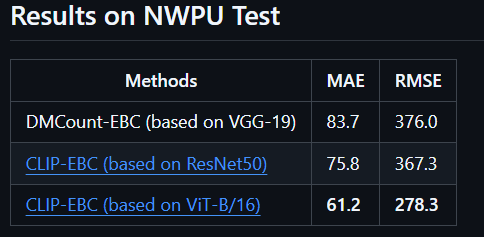 Results on NWPU Test
Methods MAE RMSE
DMCount-EBC (based on VGG-19) 83.7 376.0
CLIP-EBC (based on ResNet50) 75.8 367.3
CLIP-EBC (based on ViT-B/16) 61.2 278.3